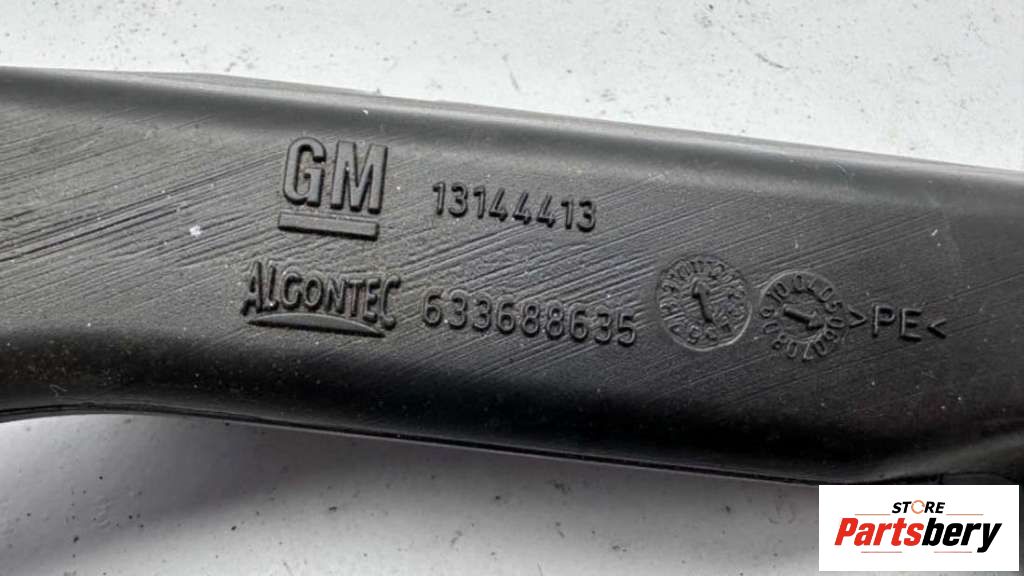 GM 13144413
ALGONTEC 633688635
>PE<
STORE
Partsbery